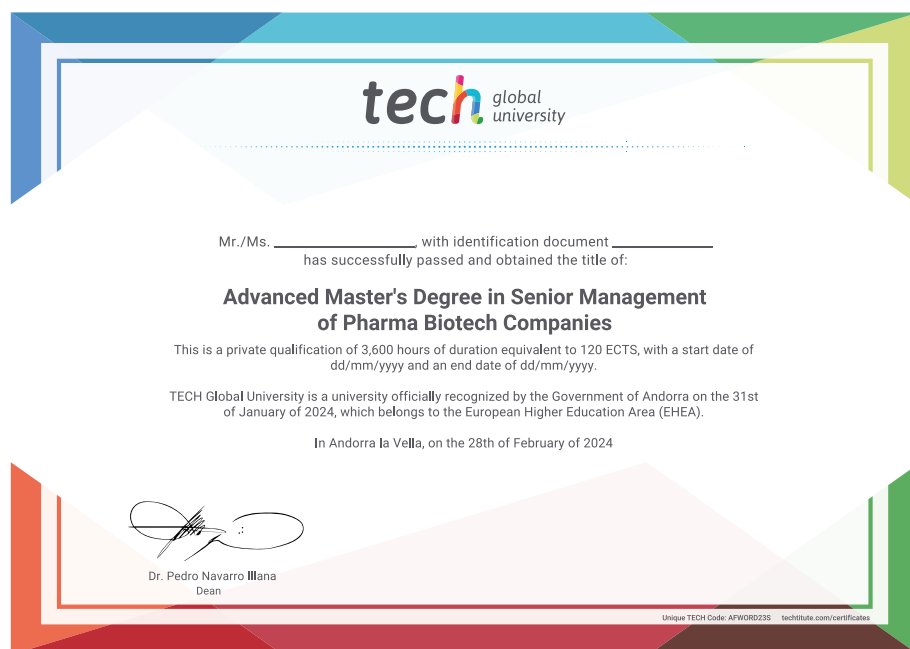 tech global
university
Mr./Ms. ____________________, with identification document ______________
has successfully passed and obtained the title of:
Advanced Master's Degree in Senior Management
of Pharma Biotech Companies
This is a private qualification of 3,600 hours of duration equivalent to 120 ECTS, with a start date of
dd/mm/yyyy and an end date of dd/mm/yyyy.
TECH Global University is a university officially recognized by the Government of Andorra on the 31st
of January of 2024, which belongs to the European Higher Education Area (EHEA).
In Andorra la Vella, on the 28th of February of 2024
Dr. Pedro Navarro Illana
Dean
Unique TECH Code: AFWORD23S techtitute.com/certificates